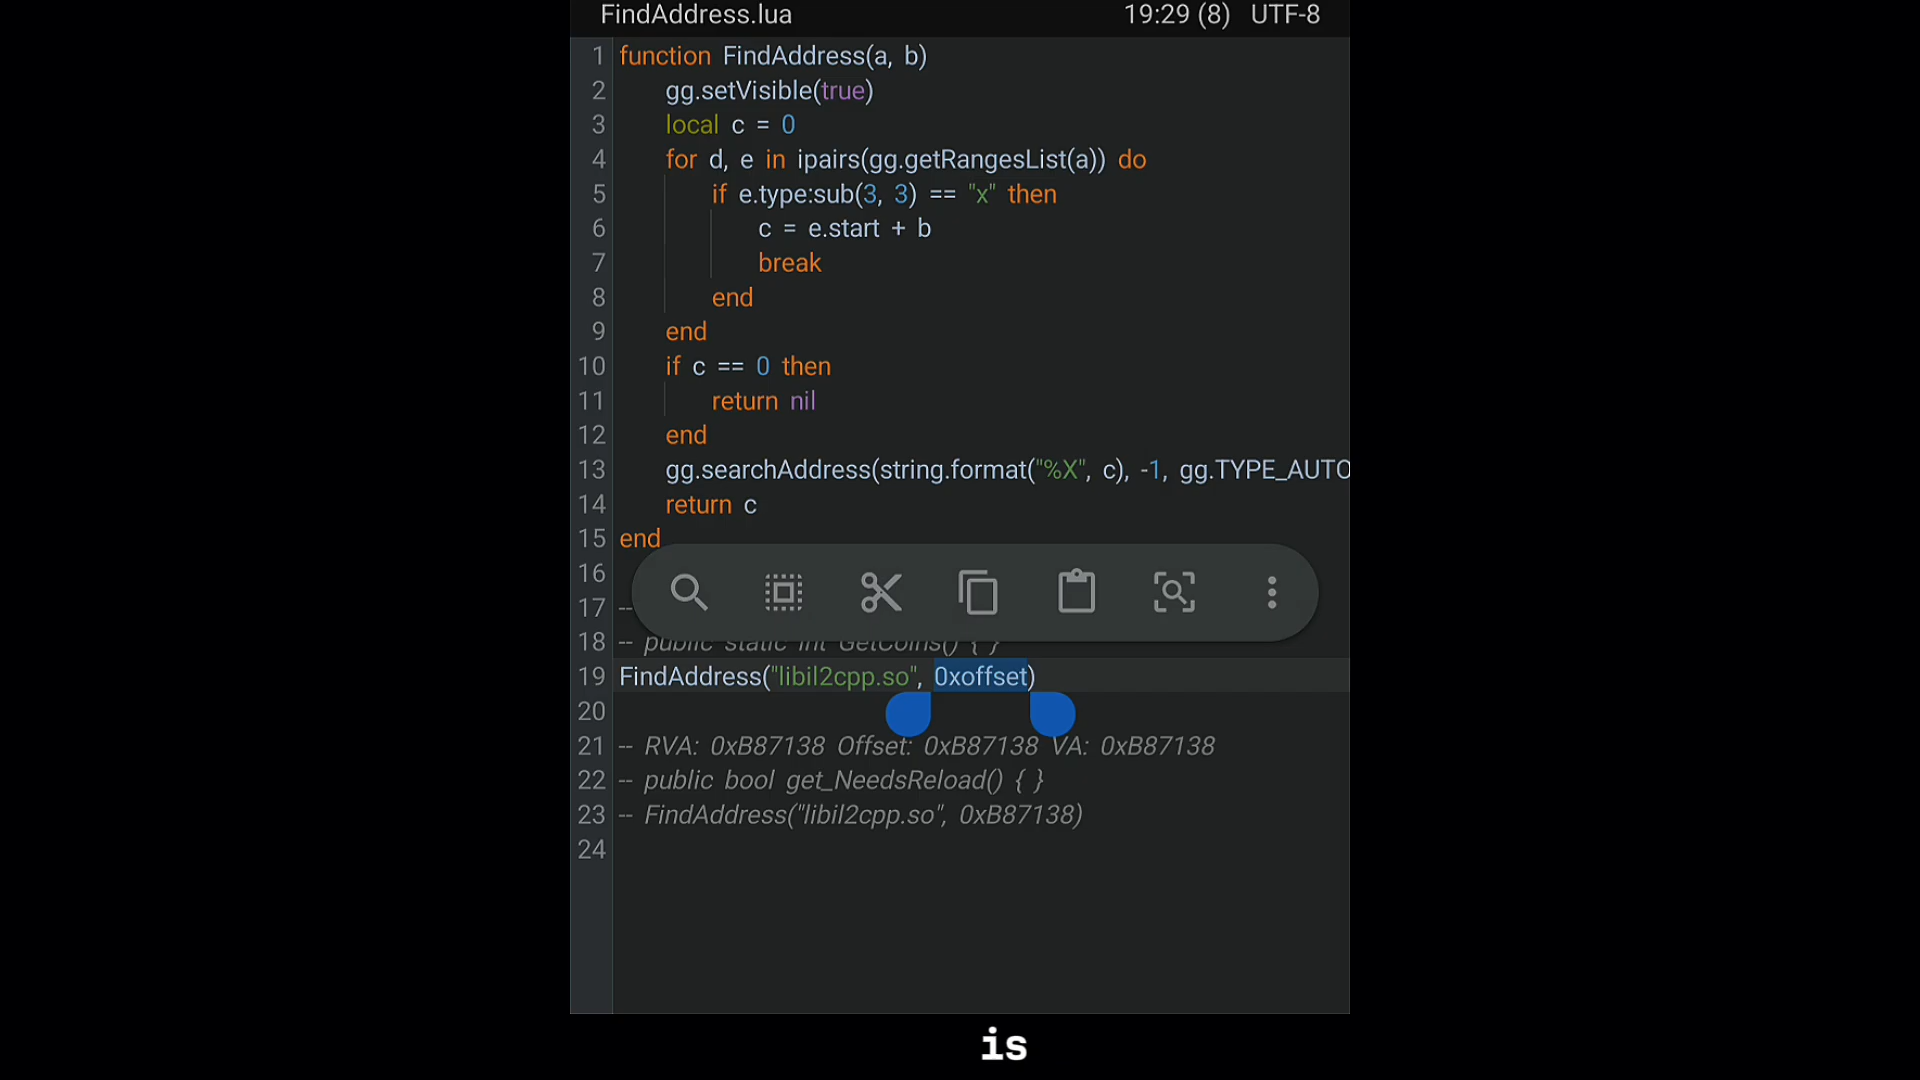 FindAddress.lua 19:29 (8) UTF-8
1 function FindAddress(a, b)
2 gg.setVisible(true)
3 local c = 0
4 for d, e in ipairs(gg.getRangesList(a)) do
5 if e.type:sub(3, 3) == "x" then
6 c = e.start + b
7 break
8 end
9 end
10 if c == 0 then
11 return nil
12 end
13 gg.searchAddress(string.format("%X", c), -1, gg.TYPE_AUTO
14 return c
15 end
16
17 --
18 -- public static int GetCoins() { }
19 FindAddress("libil2cpp.so", 0xoffset)
20
21 -- RVA: 0xB87138 Offset: 0xB87138 VA: 0xB87138
22 -- public bool get_NeedsReload() { }
23 -- FindAddress("libil2cpp.so", 0xB87138)
24
is